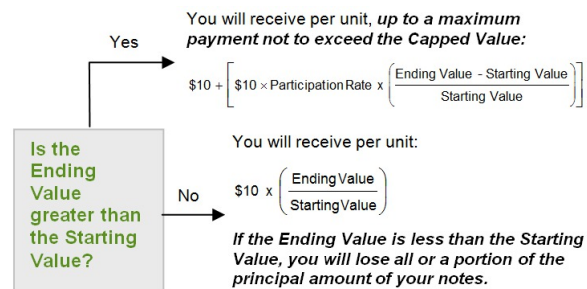 Yes
You will receive per unit, up to a maximum
payment not to exceed the Capped Value:
$10 + [ $10 × Participation Rate x ( Ending Value - Starting Value / Starting Value ) ]
Is the
Ending
Value
greater than
the Starting
Value?
No
You will receive per unit:
$10 x ( Ending Value / Starting Value )
If the Ending Value is less than the Starting
Value, you will lose all or a portion of the
principal amount of your notes.